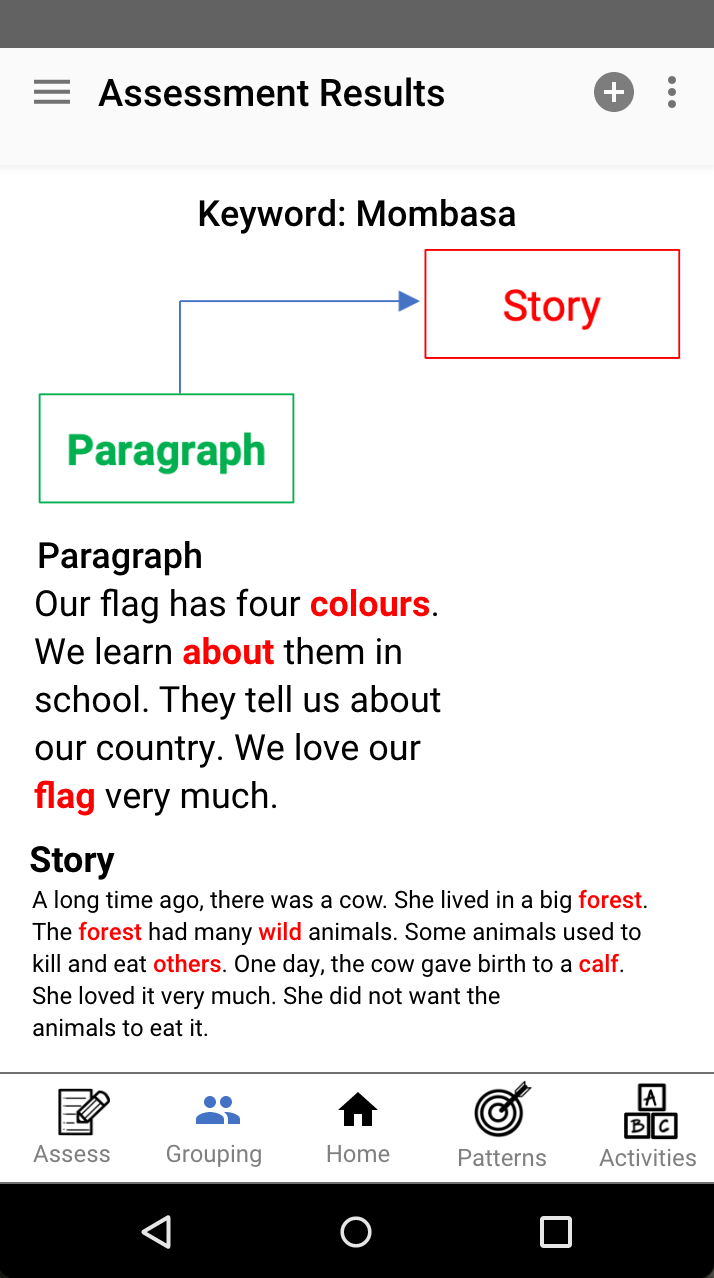 Assessment Results
Keyword: Mombasa
Story
Paragraph
Paragraph
Our flag has four colours.
We learn about them in
school. They tell us about
our country. We love our
flag very much.
Story
A long time ago, there was a cow. She lived in a big forest.
The forest had many wild animals. Some animals used to
kill and eat others. One day, the cow gave birth to a calf.
She loved it very much. She did not want the
animals to eat it.
A
B C
Assess Grouping Home Patterns Activities